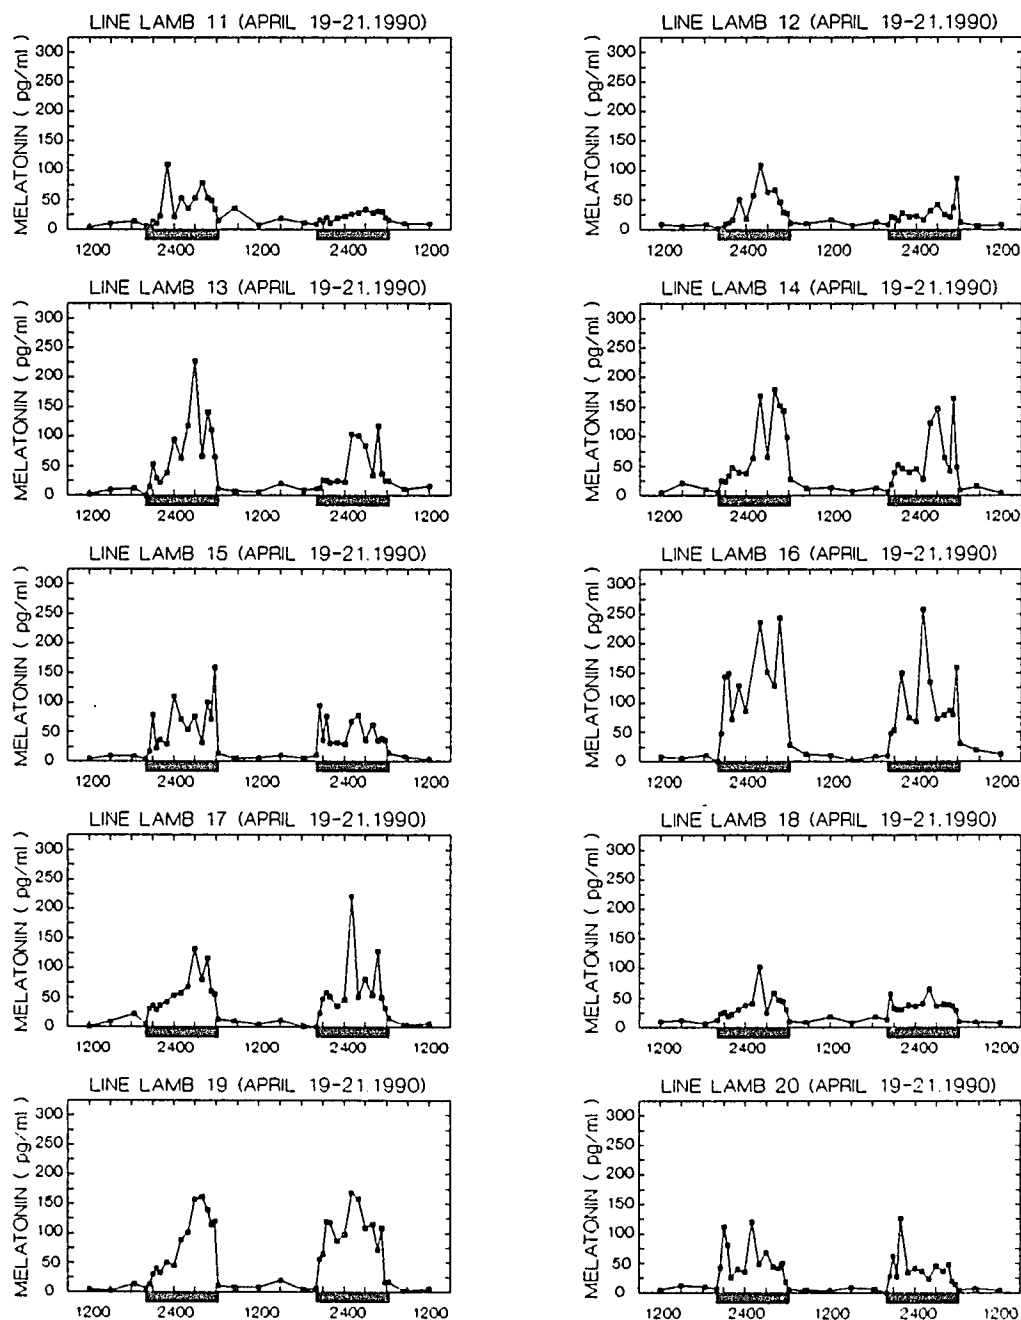 LINE LAMB 11 (APRIL 19-21,1990)
MELATONIN ( pg/ml )
300
250
200
150
100
50
0
1200 2400 1200 2400 1200
LINE LAMB 12 (APRIL 19-21,1990)
MELATONIN ( pg/ml )
300
250
200
150
100
50
0
1200 2400 1200 2400 1200
LINE LAMB 13 (APRIL 19-21,1990)
MELATONIN ( pg/ml )
300
250
200
150
100
50
0
1200 2400 1200 2400 1200
LINE LAMB 14 (APRIL 19-21,1990)
MELATONIN ( pg/ml )
300
250
200
150
100
50
0
1200 2400 1200 2400 1200
LINE LAMB 15 (APRIL 19-21,1990)
MELATONIN ( pg/ml )
300
250
200
150
100
50
0
1200 2400 1200 2400 1200
LINE LAMB 16 (APRIL 19-21,1990)
MELATONIN ( pg/ml )
300
250
200
150
100
50
0
1200 2400 1200 2400 1200
LINE LAMB 17 (APRIL 19-21,1990)
MELATONIN ( pg/ml )
300
250
200
150
100
50
0
1200 2400 1200 2400 1200
LINE LAMB 18 (APRIL 19-21,1990)
MELATONIN ( pg/ml )
300
250
200
150
100
50
0
1200 2400 1200 2400 1200
LINE LAMB 19 (APRIL 19-21,1990)
MELATONIN ( pg/ml )
300
250
200
150
100
50
0
1200 2400 1200 2400 1200
LINE LAMB 20 (APRIL 19-21,1990)
MELATONIN ( pg/ml )
300
250
200
150
100
50
0
1200 2400 1200 2400 1200